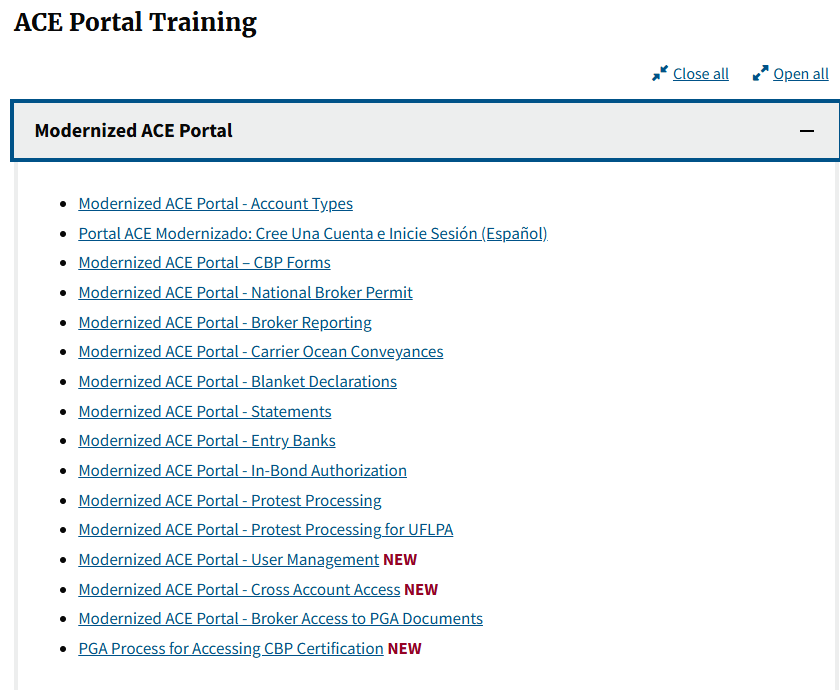 ACE Portal Training
Close all Open all
Modernized ACE Portal
Modernized ACE Portal - Account Types
Portal ACE Modernizado: Cree Una Cuenta e Inicie Sesión (Español)
Modernized ACE Portal – CBP Forms
Modernized ACE Portal - National Broker Permit
Modernized ACE Portal - Broker Reporting
Modernized ACE Portal - Carrier Ocean Conveyances
Modernized ACE Portal - Blanket Declarations
Modernized ACE Portal - Statements
Modernized ACE Portal - Entry Banks
Modernized ACE Portal - In-Bond Authorization
Modernized ACE Portal - Protest Processing
Modernized ACE Portal - Protest Processing for UFLPA
Modernized ACE Portal - User Management NEW
Modernized ACE Portal - Cross Account Access NEW
Modernized ACE Portal - Broker Access to PGA Documents
PGA Process for Accessing CBP Certification NEW